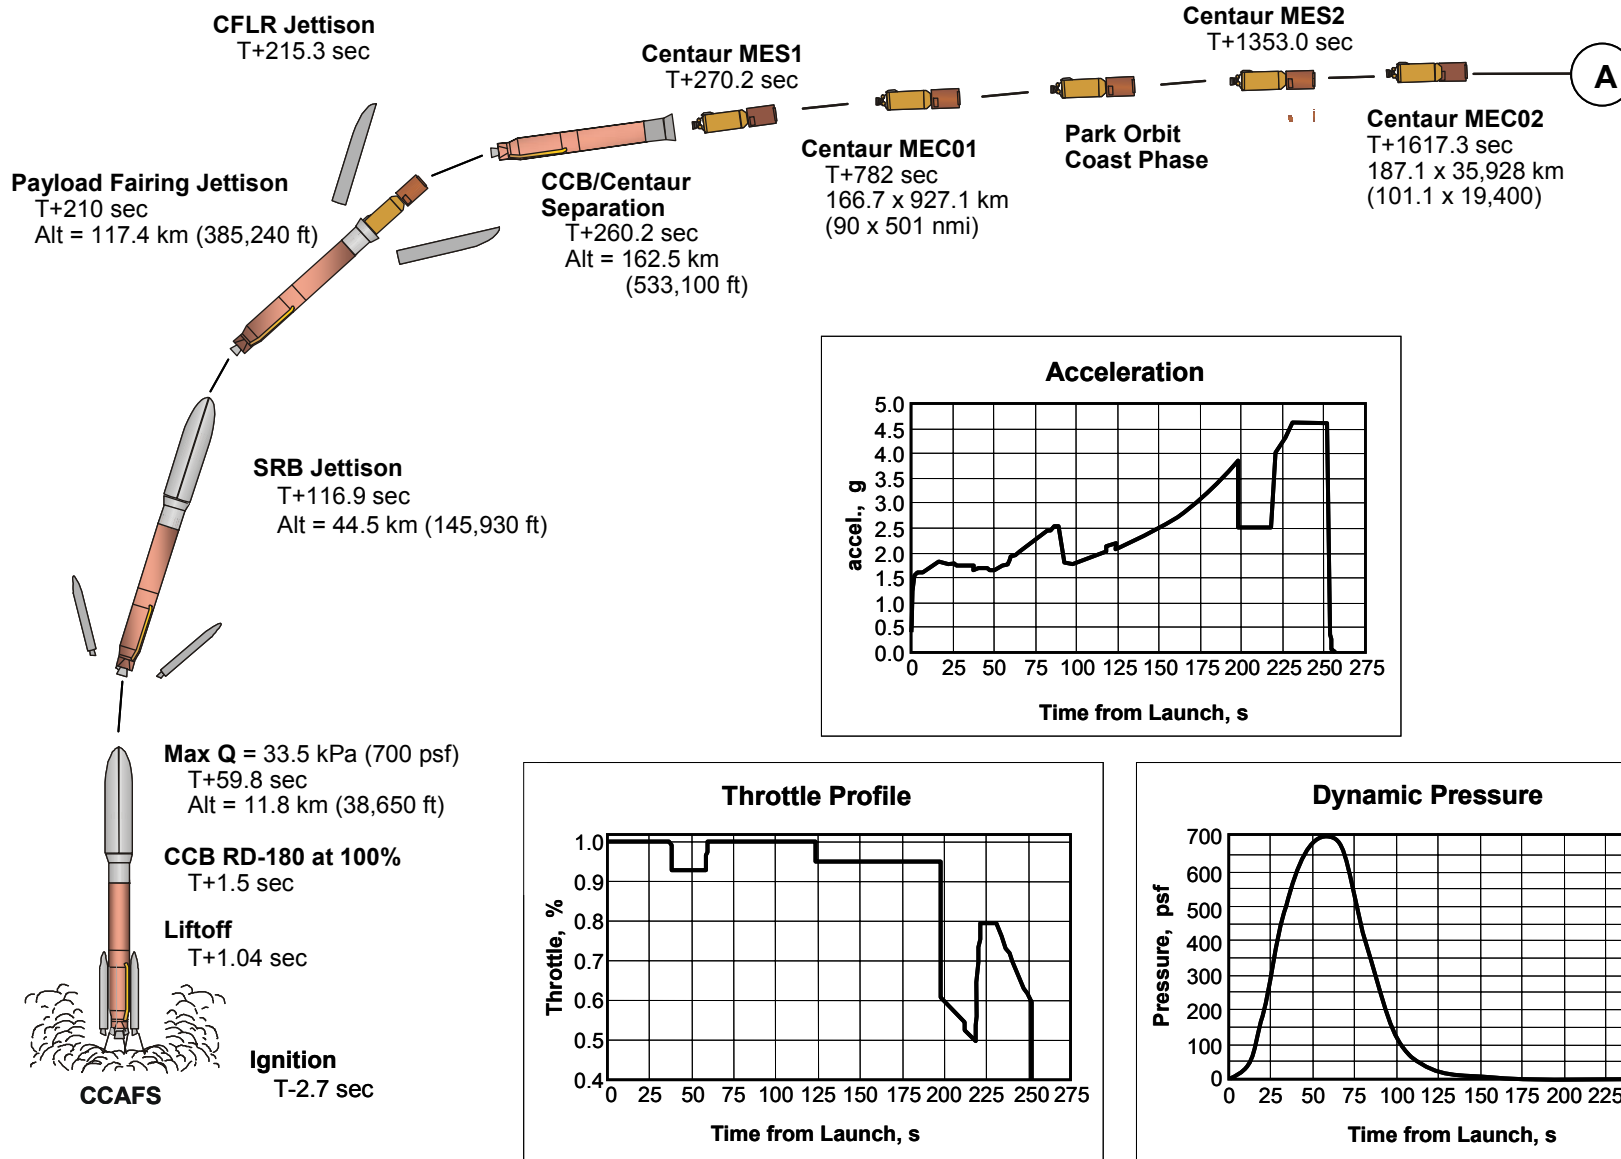 CFLR Jettison
T+215.3 sec
Centaur MES1
T+270.2 sec
Centaur MES2
T+1353.0 sec
A
Payload Fairing Jettison
T+210 sec
Alt = 117.4 km (385,240 ft)
CCB/Centaur
Separation
T+260.2 sec
Alt = 162.5 km
(533,100 ft)
Centaur MEC01
T+782 sec
166.7 x 927.1 km
(90 x 501 nmi)
Park Orbit
Coast Phase
Centaur MEC02
T+1617.3 sec
187.1 x 35,928 km
(101.1 x 19,400)
SRB Jettison
T+116.9 sec
Alt = 44.5 km (145,930 ft)
Max Q = 33.5 kPa (700 psf)
T+59.8 sec
Alt = 11.8 km (38,650 ft)
CCB RD-180 at 100%
T+1.5 sec
Liftoff
T+1.04 sec
Ignition
T-2.7 sec
CCAFS
Acceleration
accel., g
5.0
4.5
4.0
3.5
3.0
2.5
2.0
1.5
1.0
0.5
0.0
0 25 50 75 100 125 150 175 200 225 250 275
Time from Launch, s
Throttle Profile
Throttle, %
1.0
0.9
0.8
0.7
0.6
0.5
0.4
0 25 50 75 100 125 150 175 200 225 250 275
Time from Launch, s
Dynamic Pressure
Pressure, psf
700
600
500
400
300
200
100
0
0 25 50 75 100 125 150 175 200 225
Time from Launch, s